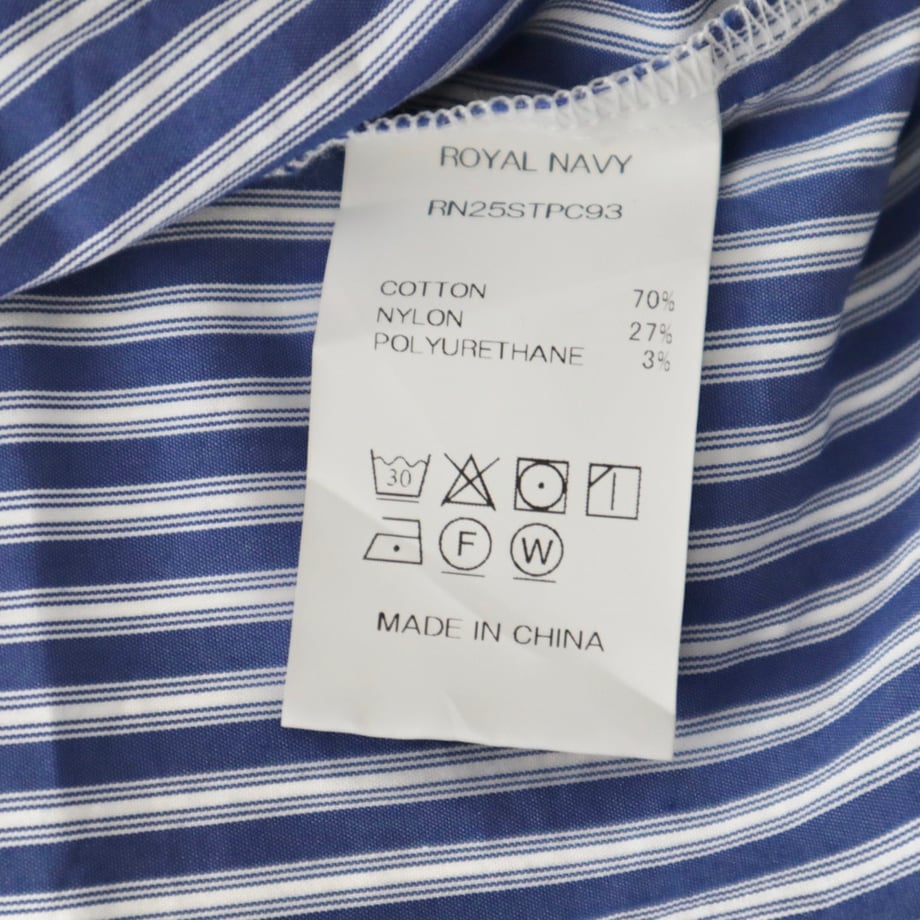 ROYAL NAVY
RN25STPC93
COTTON 70%
NYLON 27%
POLYURETHANE 3%
30
F W
MADE IN CHINA